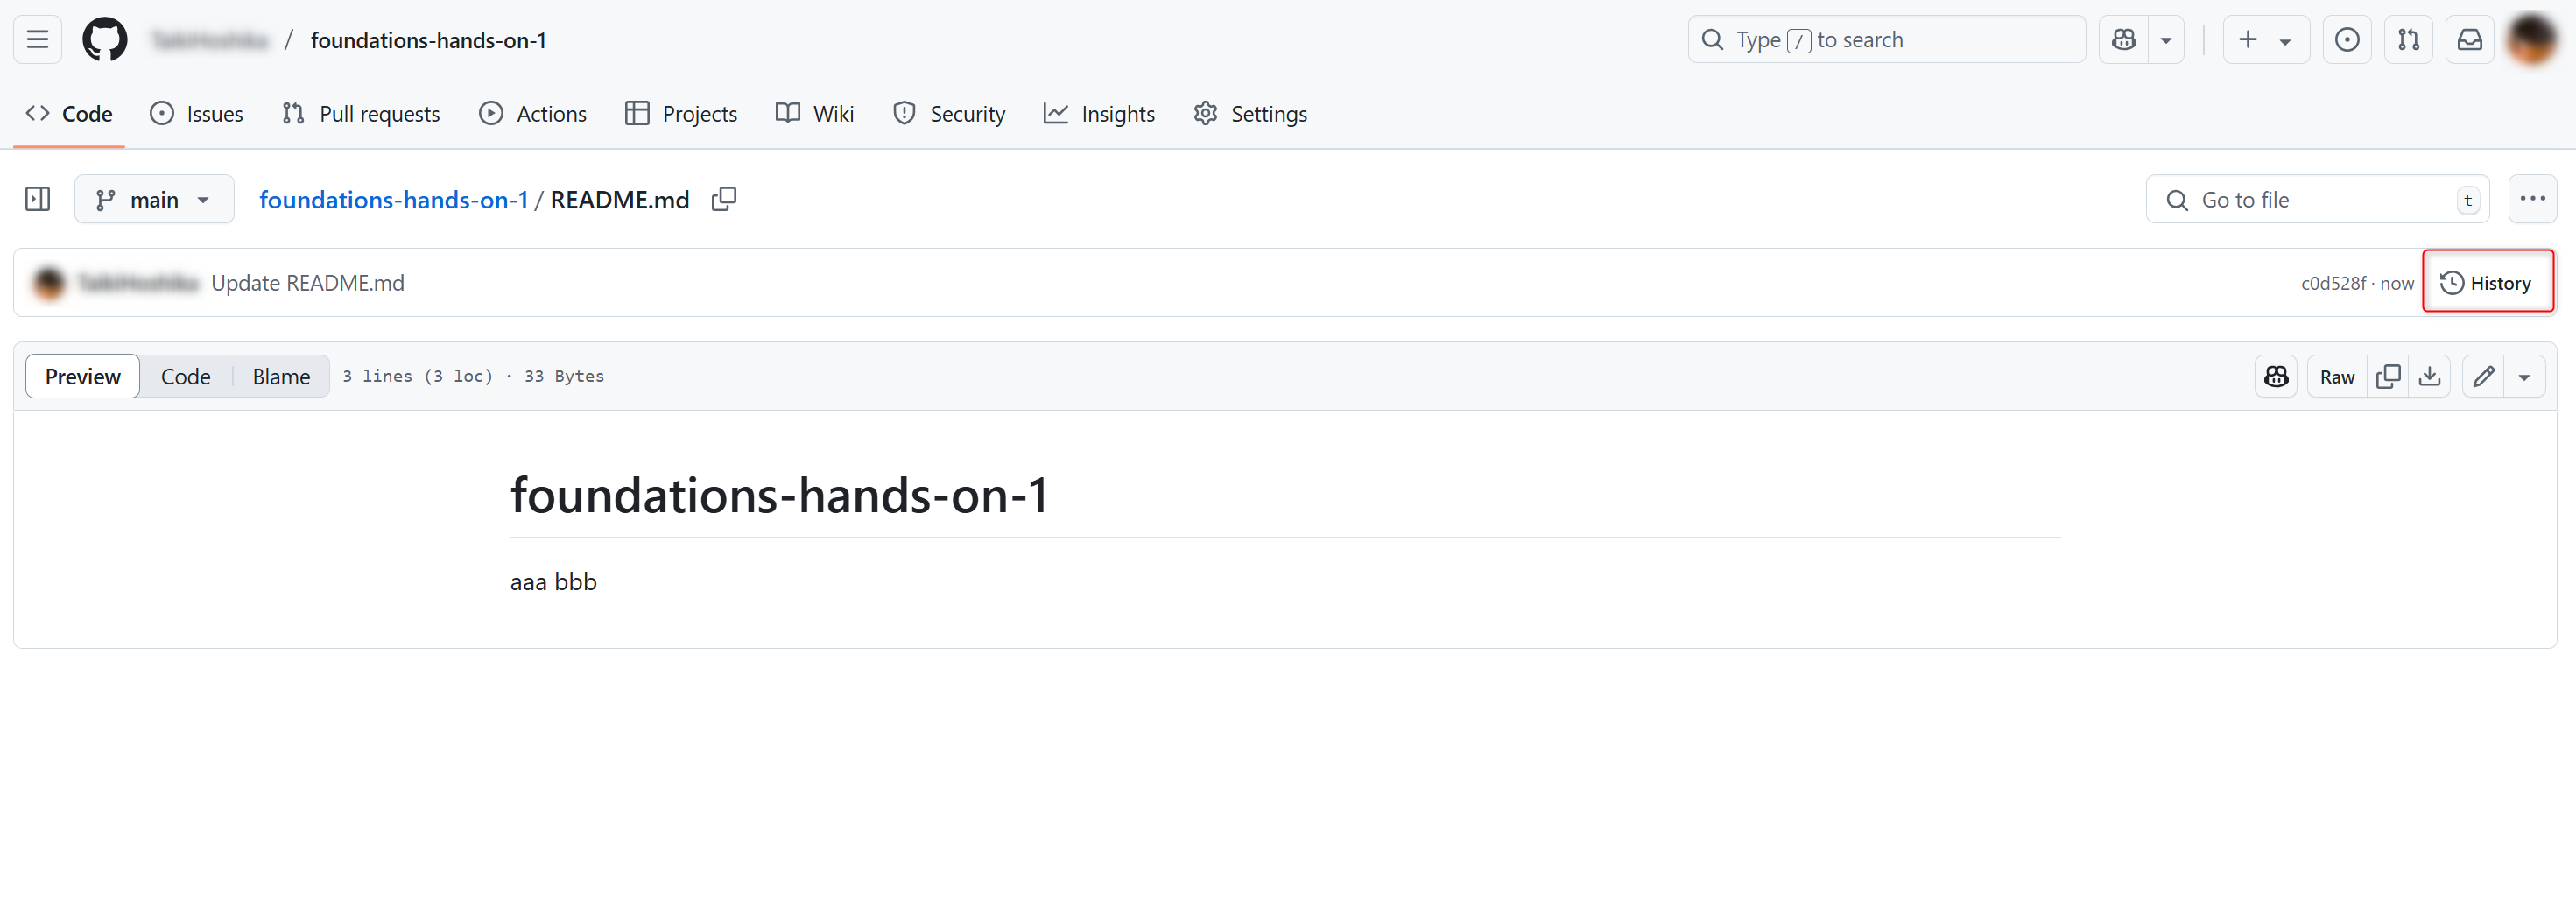 / foundations-hands-on-1
Type / to search
Code Issues Pull requests Actions Projects Wiki Security Insights Settings
main foundations-hands-on-1 / README.md
Go to file t
Update README.md
c0d528f · now History
Preview Code Blame 3 lines (3 loc) · 33 Bytes
Raw
foundations-hands-on-1
aaa bbb